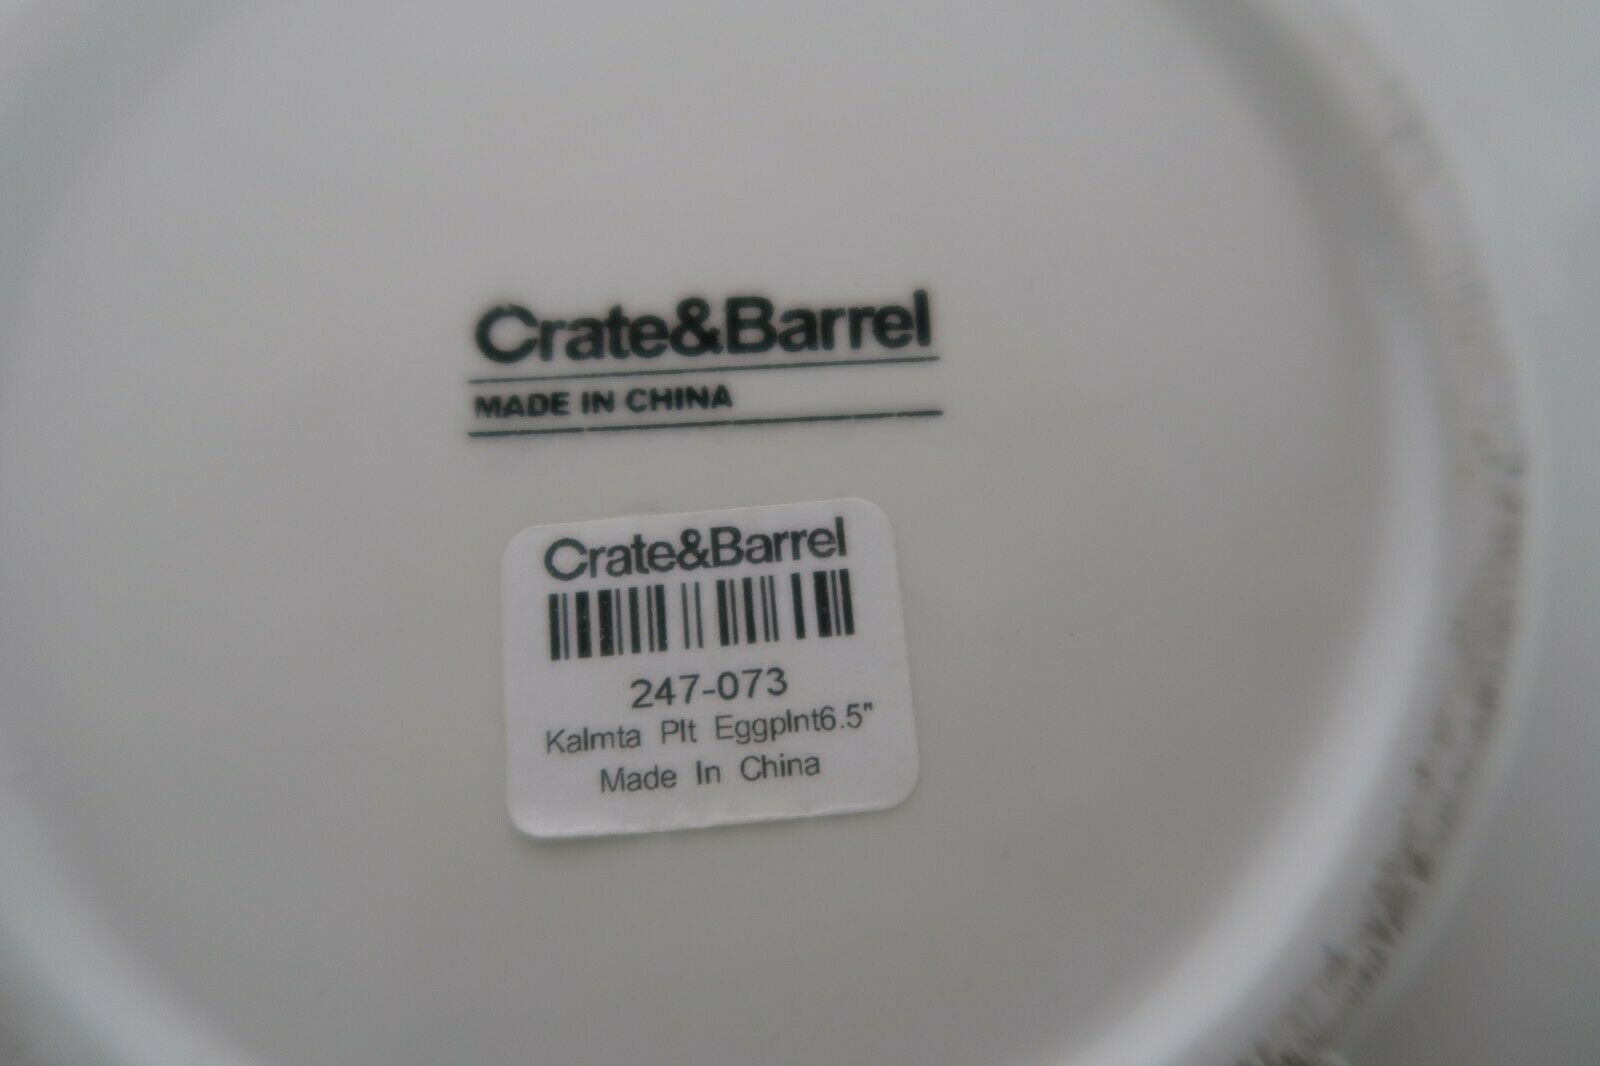 Crate&Barrel
MADE IN CHINA
Crate&Barrel
247-073
Kalmta Plt Eggplnt6.5"
Made In China